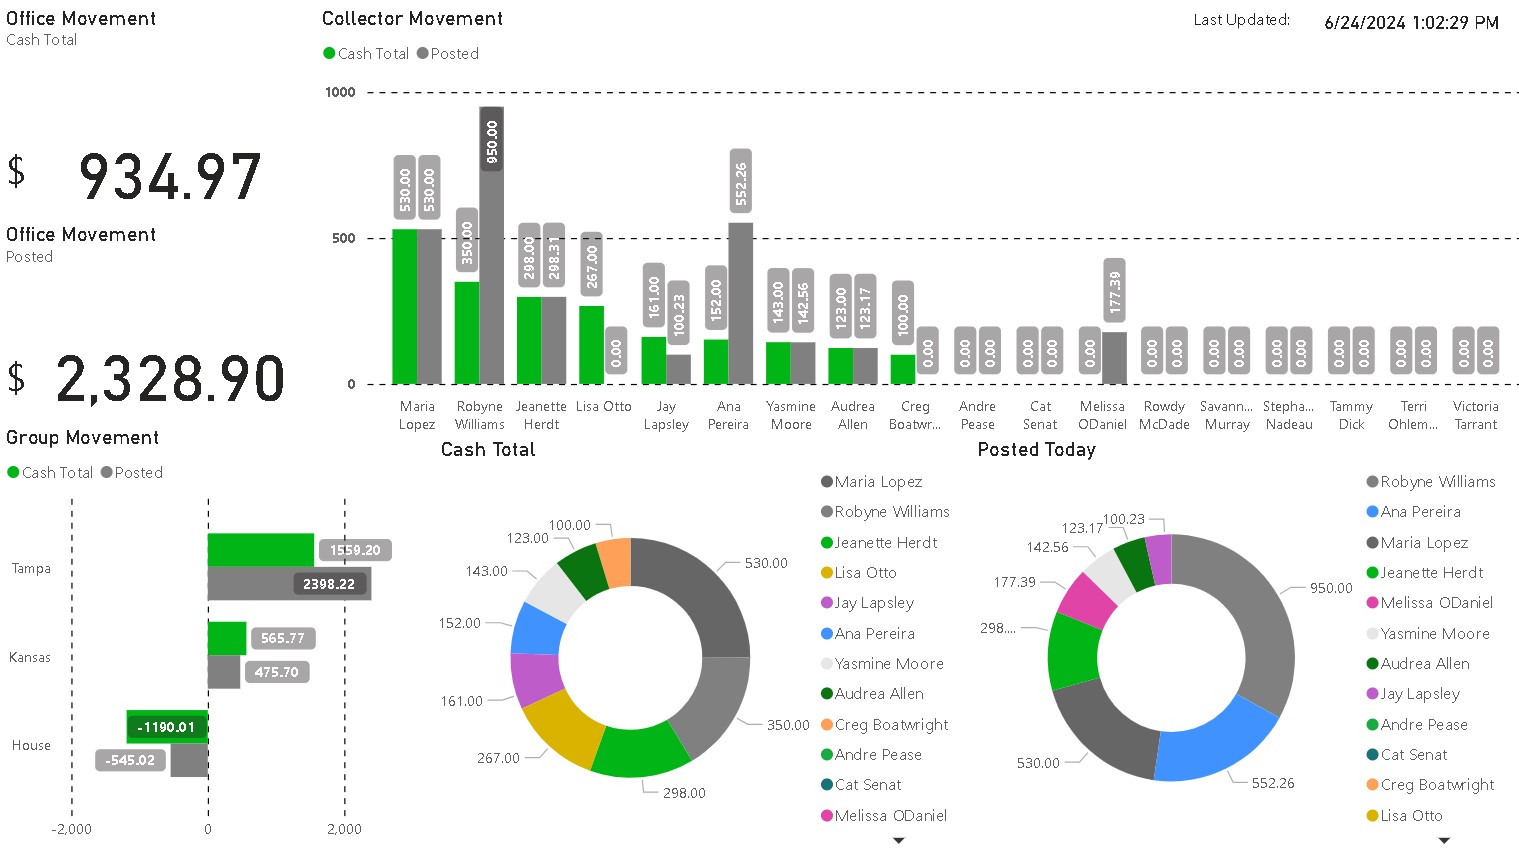 Office Movement
Cash Total
$ 934.97
Office Movement
Posted
$ 2,328.90
Collector Movement
Cash Total Posted
Last Updated: 6/24/2024 1:02:29 PM
1000
500
0
530.00 530.00
350.00 950.00
298.00 298.31
267.00 0.00
161.00 100.23
152.00 552.26
143.00 142.56
123.00 123.17
100.00 0.00
0.00 0.00
0.00 0.00
0.00 177.39
0.00 0.00
0.00 0.00
0.00 0.00
0.00 0.00
0.00 0.00
0.00 0.00
Maria Lopez
Robyne Williams
Jeanette Herdt
Lisa Otto
Jay Lapsley
Ana Pereira
Yasmine Moore
Audrea Allen
Creg Boatwr...
Andre Pease
Cat Senat
Melissa ODaniel
Rowdy McDade
Savann... Murray
Stepha... Nadeau
Tammy Dick
Terri Ohlem...
Victoria Tarrant
Group Movement
Cash Total Posted
Tampa
1559.20
2398.22
Kansas
565.77
475.70
House
-1190.01
-545.02
-2,000 0 2,000
Cash Total
530.00
350.00
298.00
267.00
161.00
152.00
143.00
123.00
100.00
Maria Lopez
Robyne Williams
Jeanette Herdt
Lisa Otto
Jay Lapsley
Ana Pereira
Yasmine Moore
Audrea Allen
Creg Boatwright
Andre Pease
Cat Senat
Melissa ODaniel
Posted Today
950.00
552.26
530.00
298....
177.39
142.56
123.17
100.23
Robyne Williams
Ana Pereira
Maria Lopez
Jeanette Herdt
Melissa ODaniel
Yasmine Moore
Audrea Allen
Jay Lapsley
Andre Pease
Cat Senat
Creg Boatwright
Lisa Otto